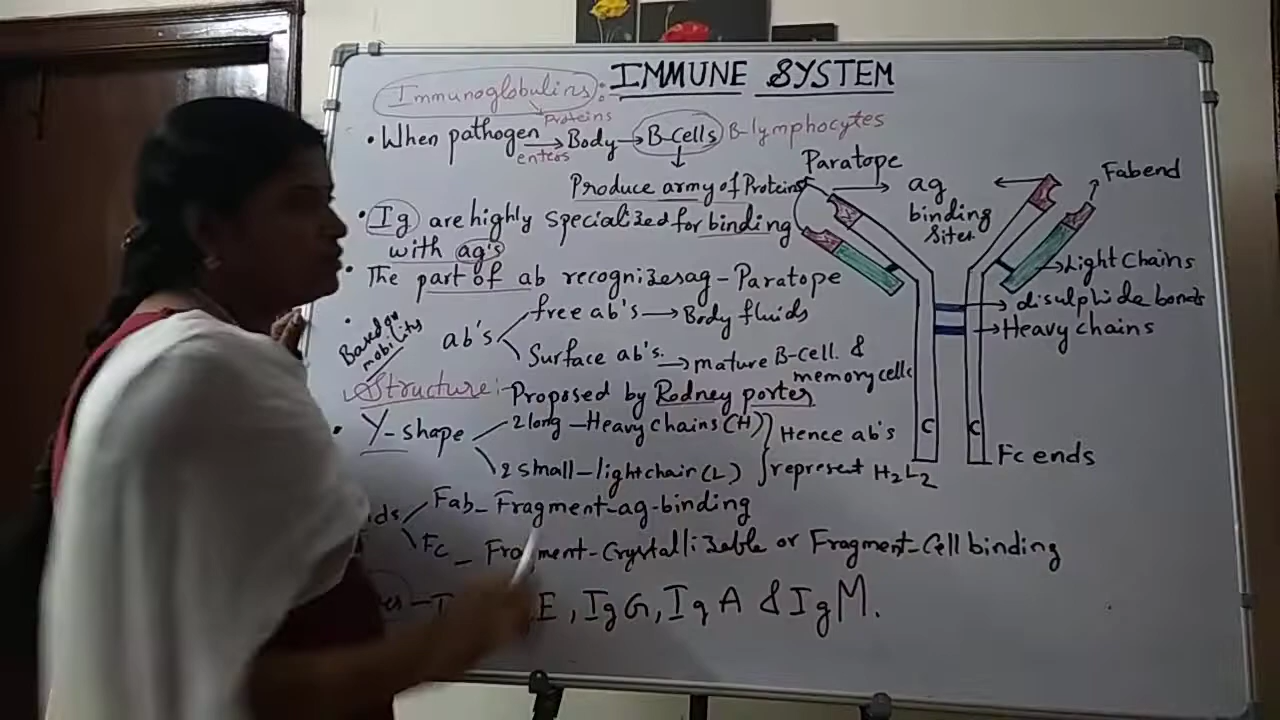 IMMUNE SYSTEM
Immunoglobulins :-
Proteins
• When pathogen enters → Body → B-Cells B-lymphocytes
Produce army of Proteins
• Ig are highly specialized for binding
with ag's
• The part of ab recognizes ag - Paratope
Based on
mobility
ab's
free ab's → Body fluids
Surface ab's. → mature B-cell &
memory cells
Structure:- Proposed by Rodney porter
• Y-shape
2 long - Heavy chains (H)
2 small - lightchain (L)
Hence ab's
represent H2L2
Fab - Fragment-ag-binding
Fc - Fragment-Crystallizable or Fragment-Cell binding
E, IgG, IgA & IgM.
Paratope
ag
binding
sites
Fab end
Light Chains
disulphide bonds
Heavy chains
C
C
Fc ends